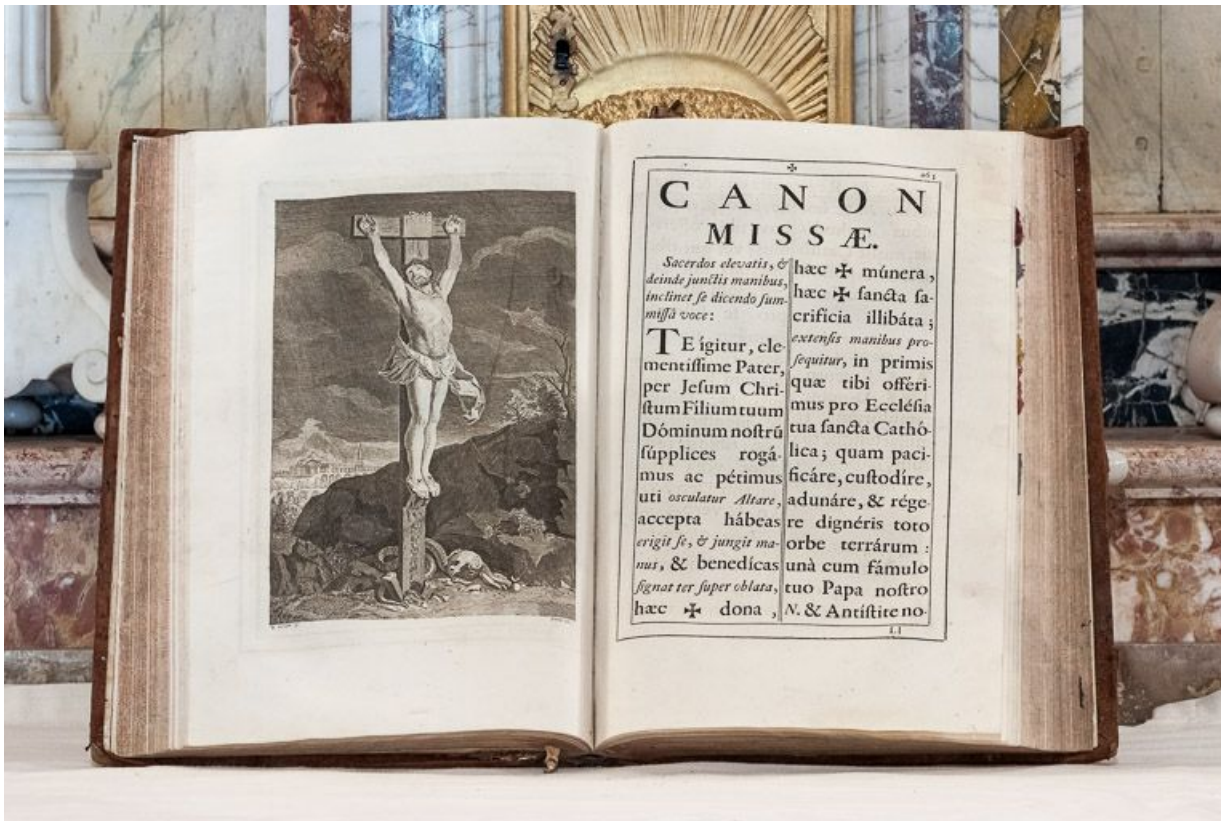 ✠
CANON
MISSÆ.
Sacerdos elevatis, &
deinde junctis manibus,
inclinet se dicendo sum-
missâ voce:
TE ígitur, cle-
mentiſſime Pater,
per Jeſum Chri-
ſtum Filium tuum
Dóminum noſtrũ
ſúpplices rogá-
mus ac pétimus
uti osculatur Altare,
accepta hábeas
erigit ſe, & jungit ma-
nus, & benedícas
ſignat ter ſuper oblata,
hæc ✠ dona,
hæc ✠ múnera,
hæc ✠ ſancta ſa-
crificia illibáta;
extenſis manibus pro-
ſequitur, in primis
quæ tibi offéri-
mus pro Eccléſia
tua ſancta Cathó-
lica; quam paci-
ficáre, cuſtodíre,
adunáre, & rége-
re dignéris toto
orbe terrárum:
unà cum fámulo
tuo Papa noſtro
N. & Antíſtite no-